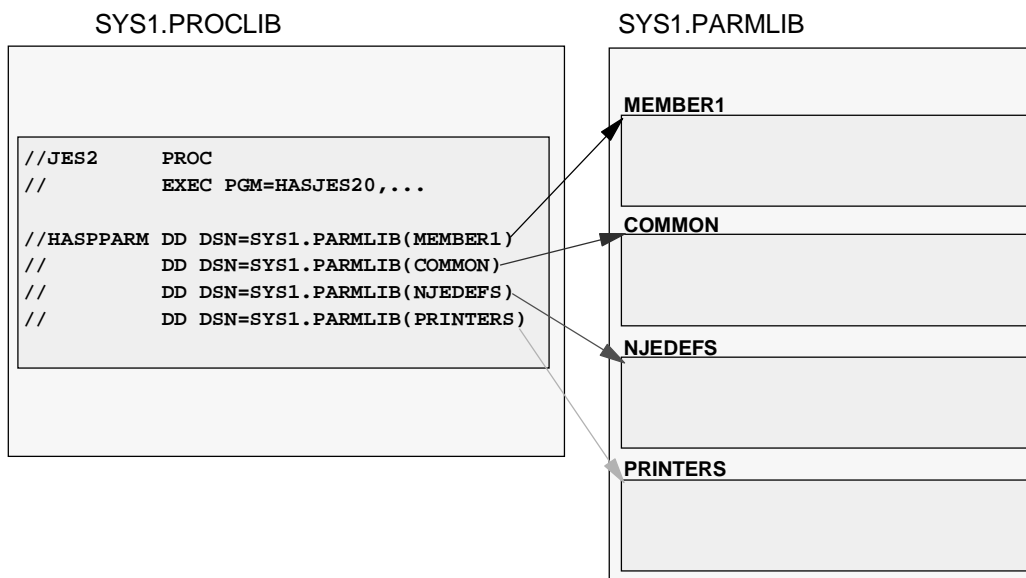 SYS1.PROCLIB
//JES2 PROC
// EXEC PGM=HASJES20,...
//HASPPARM DD DSN=SYS1.PARMLIB(MEMBER1)
// DD DSN=SYS1.PARMLIB(COMMON)
// DD DSN=SYS1.PARMLIB(NJEDEFS)
// DD DSN=SYS1.PARMLIB(PRINTERS)
SYS1.PARMLIB
MEMBER1
COMMON
NJEDEFS
PRINTERS